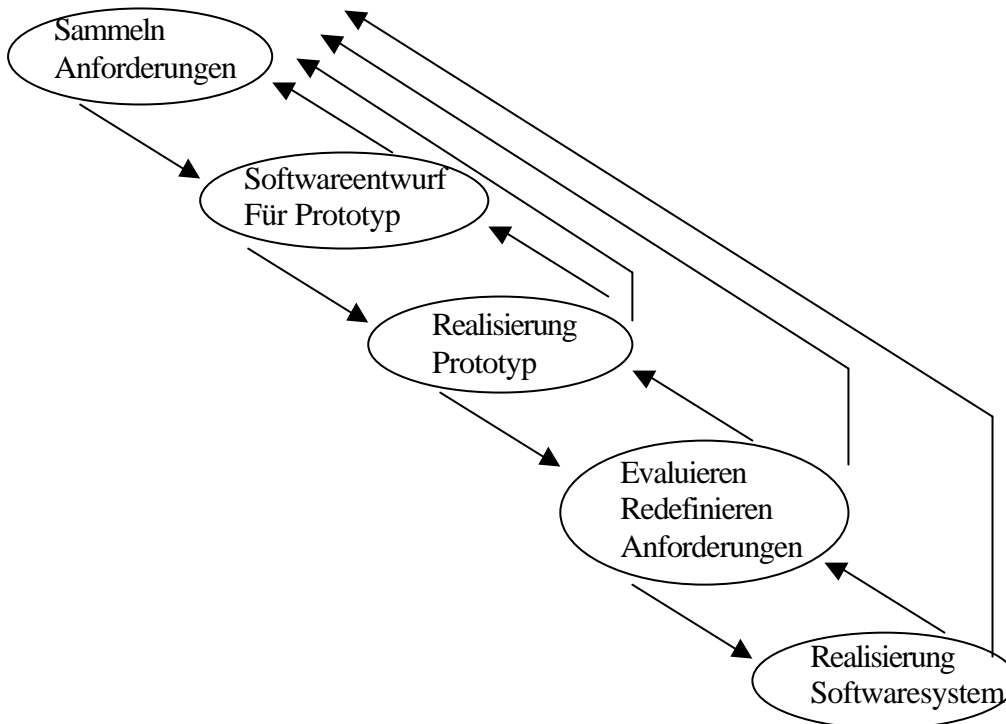 Sammeln
Anforderungen
Softwareentwurf
Für Prototyp
Realisierung
Prototyp
Evaluieren
Redefinieren
Anforderungen
Realisierung
Softwaresystem